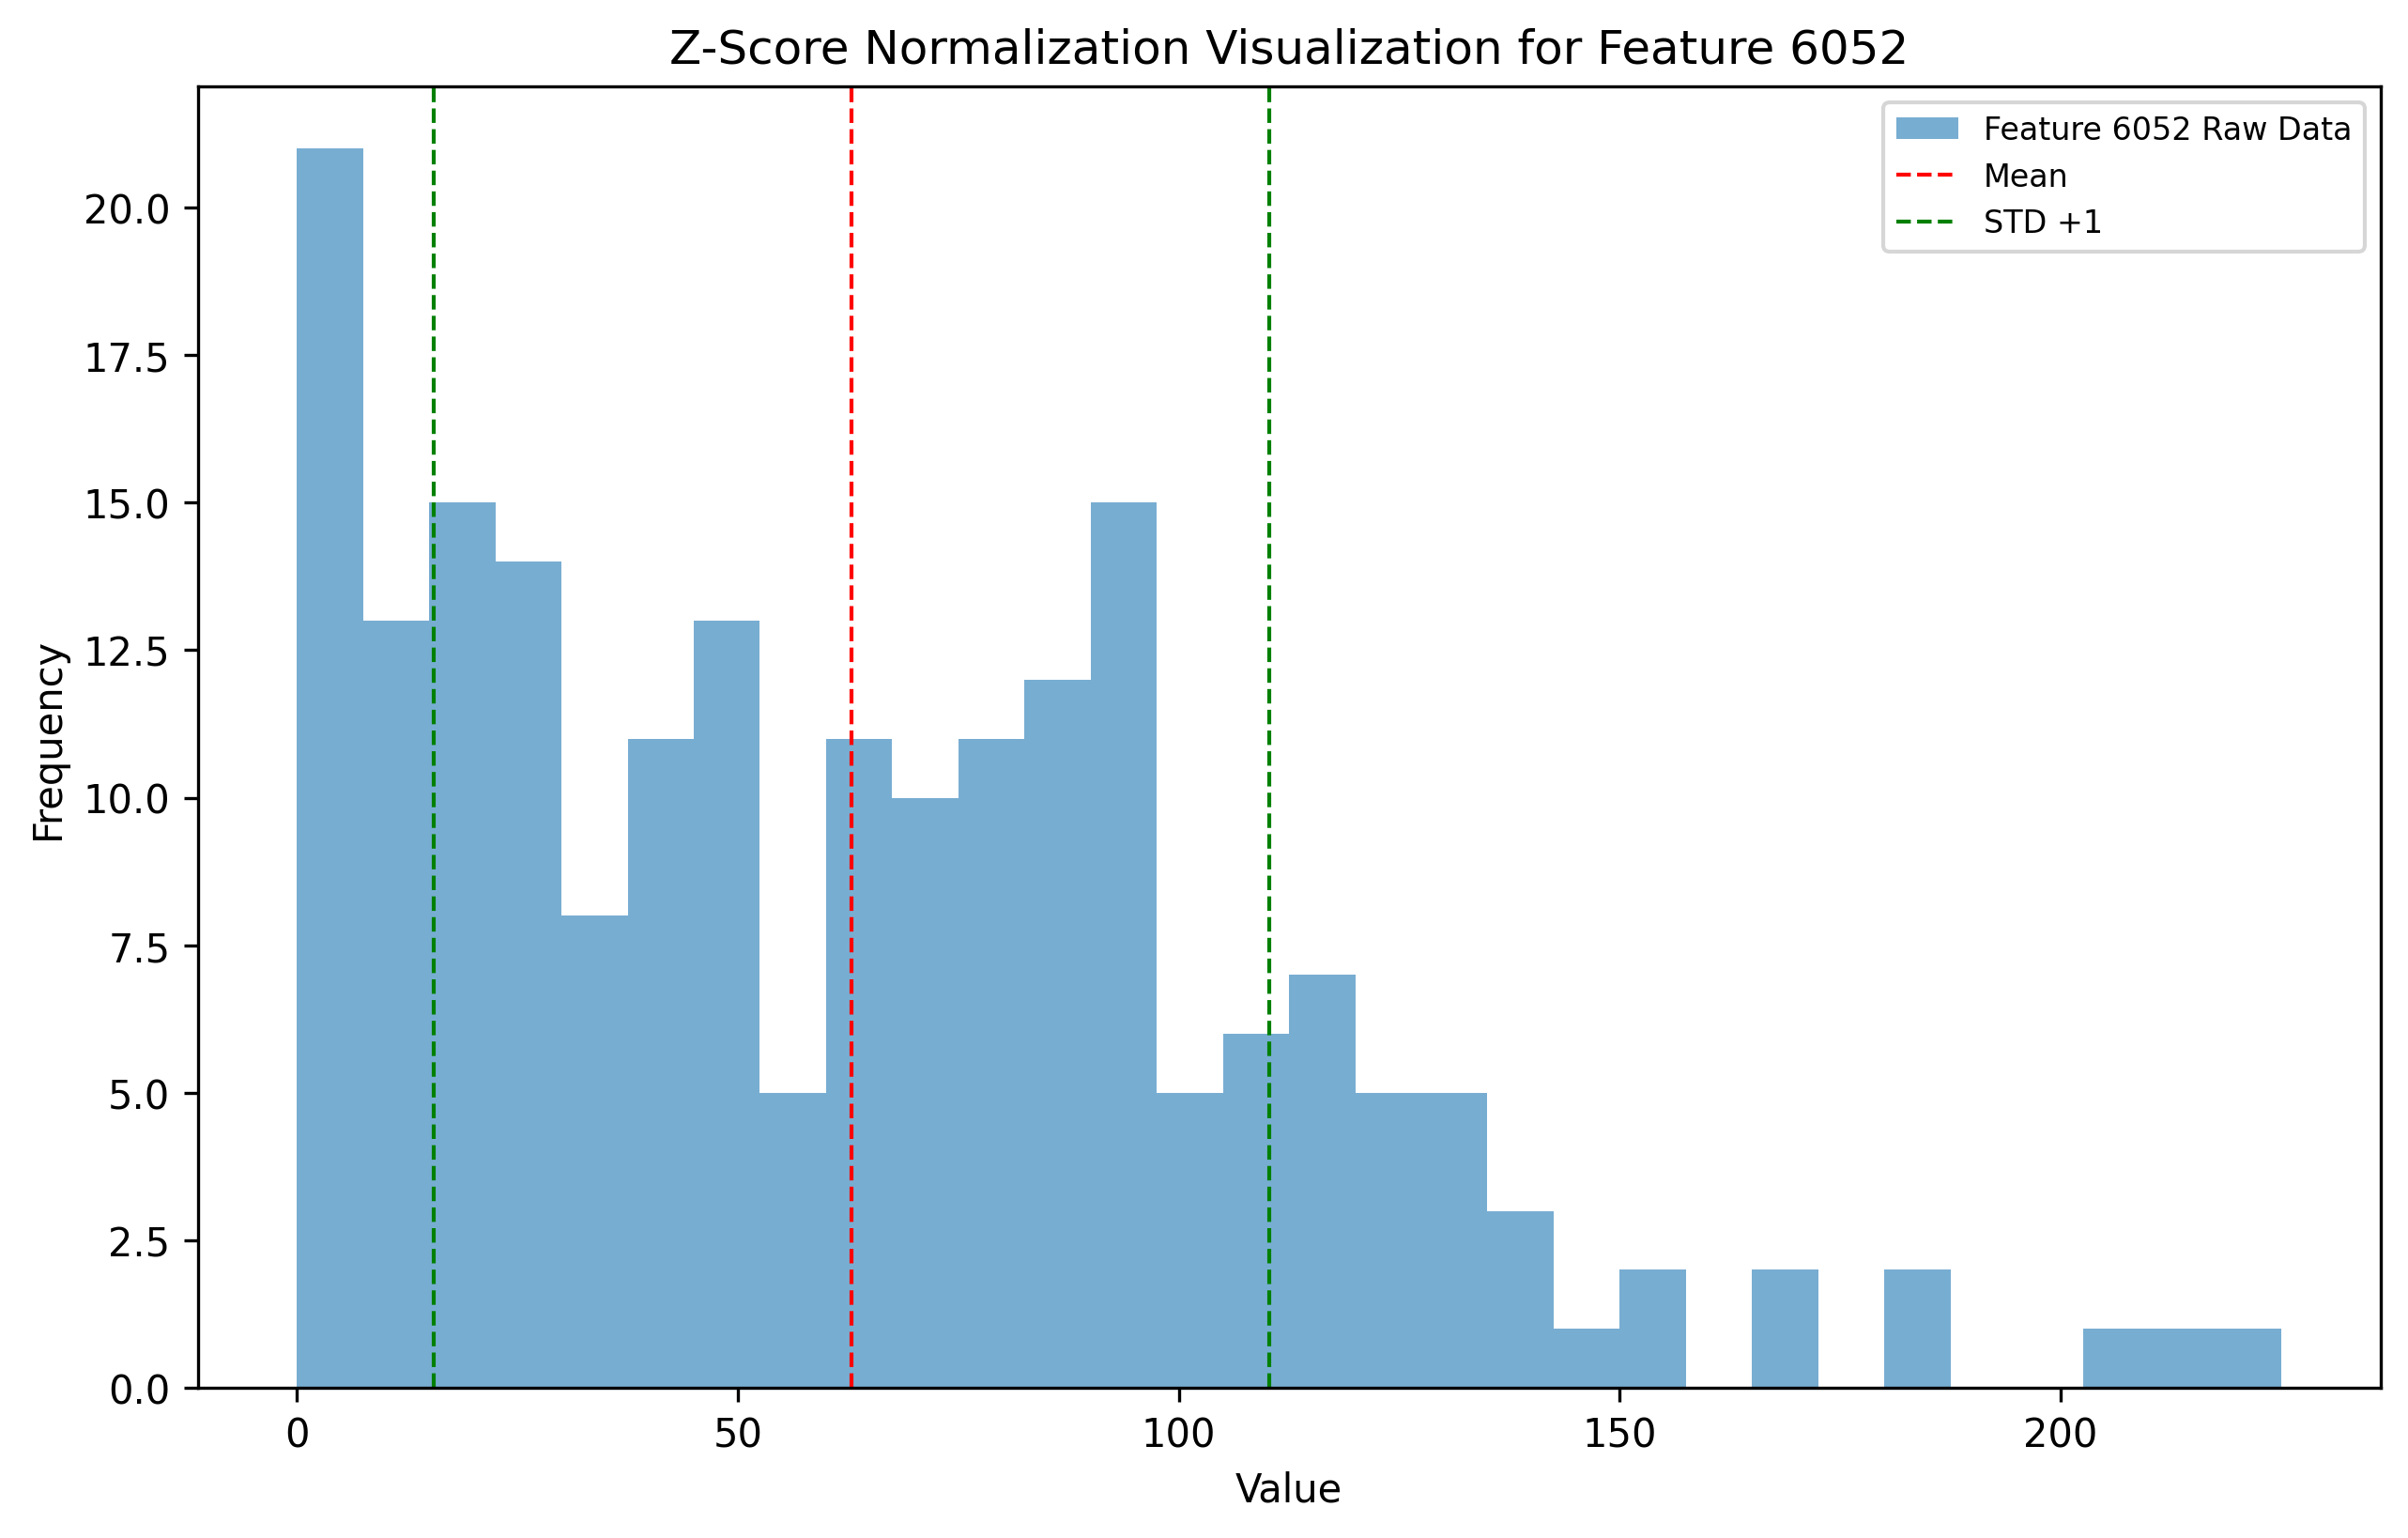 Z-Score Normalization Visualization for Feature 6052
Feature 6052 Raw Data
Mean
STD +1
20.0
17.5
15.0
12.5
10.0
7.5
5.0
2.5
0.0
Frequency
0 50 100 150 200
Value